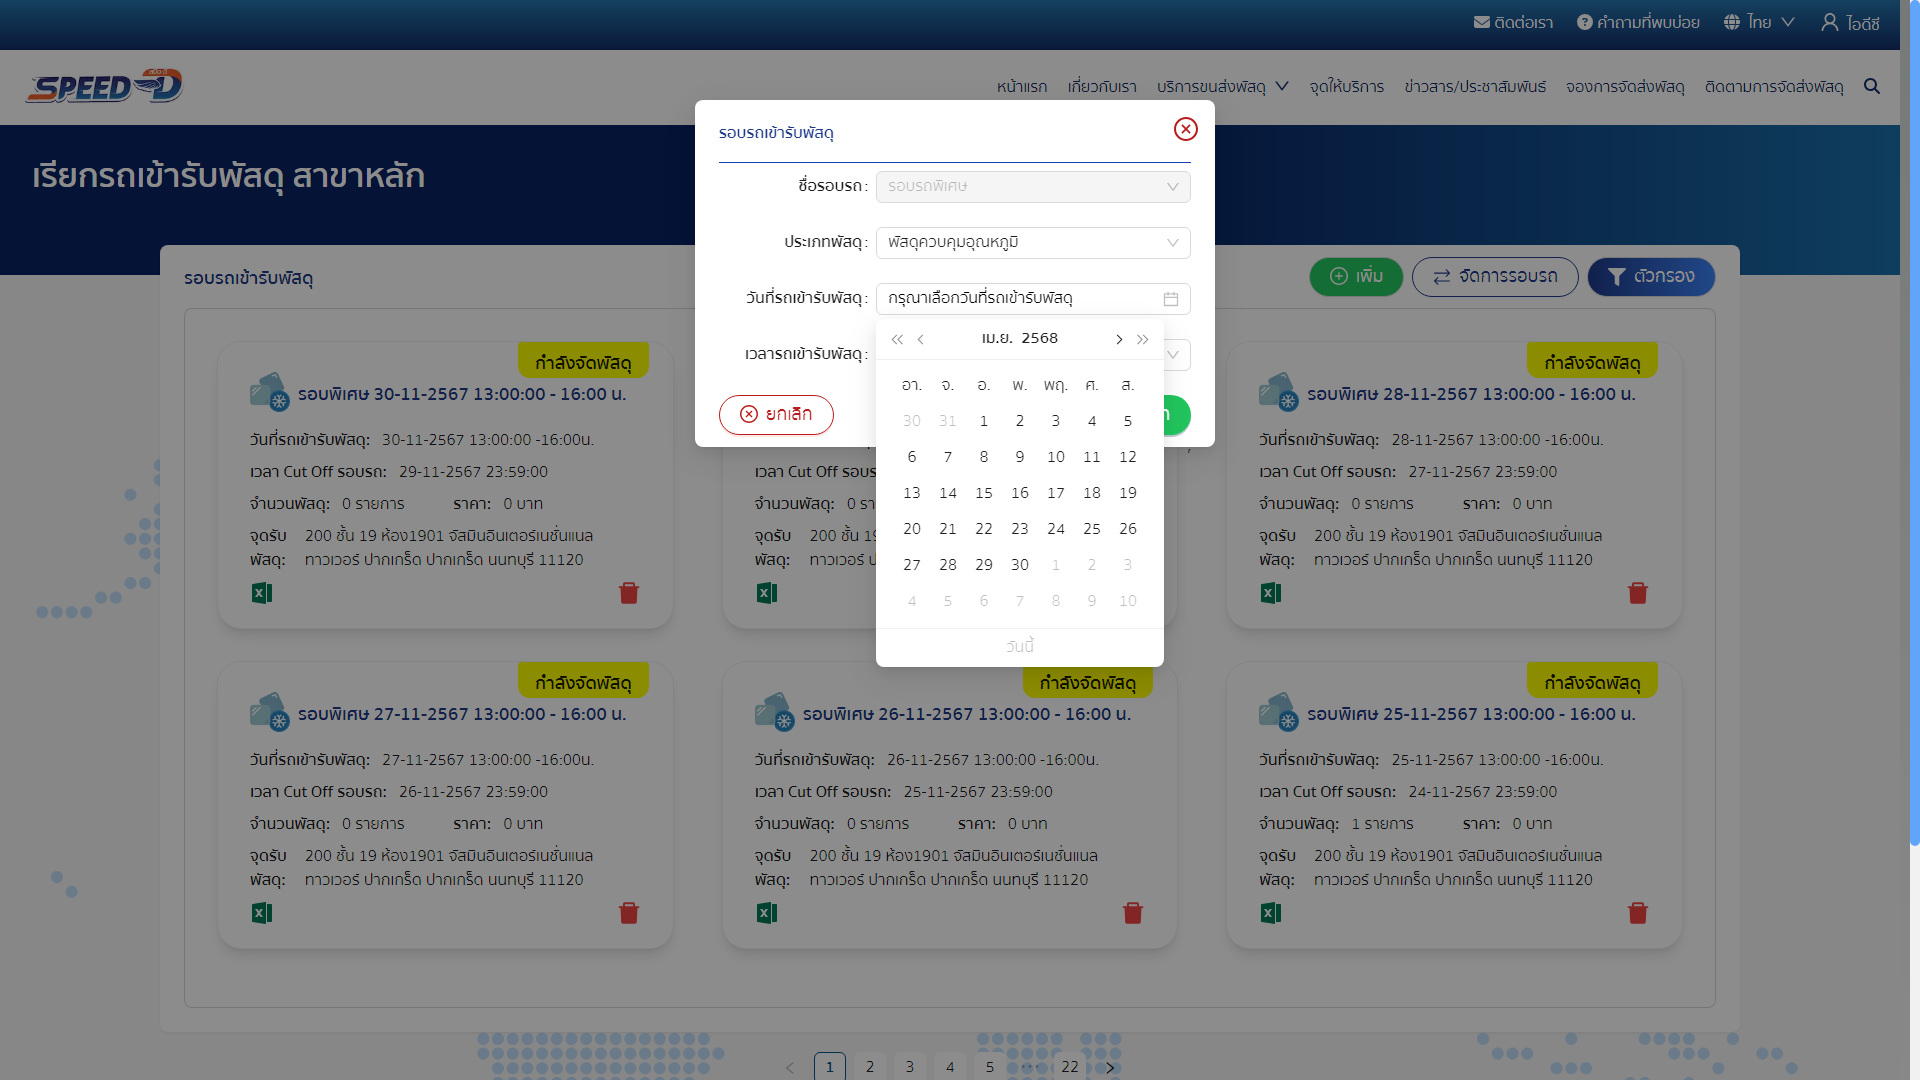 ติดต่อเรา คำถามที่พบบ่อย ไทย ไอดีซี
SPEED D
หน้าแรก เกี่ยวกับเรา บริการขนส่งพัสดุ จุดให้บริการ ข่าวสาร/ประชาสัมพันธ์ จองการจัดส่งพัสดุ ติดตามการจัดส่งพัสดุ
เรียกรถเข้ารับพัสดุ สาขาหลัก
รอบรถเข้ารับพัสดุ
ชื่อรอบรถ: รอบรถพิเศษ
ประเภทพัสดุ: พัสดุควบคุมอุณหภูมิ
วันที่รถเข้ารับพัสดุ: กรุณาเลือกวันที่รถเข้ารับพัสดุ
เวลารถเข้ารับพัสดุ:
ยกเลิก
เม.ย. 2568
อา. จ. อ. พ. พฤ. ศ. ส.
30 31 1 2 3 4 5
6 7 8 9 10 11 12
13 14 15 16 17 18 19
20 21 22 23 24 25 26
27 28 29 30 1 2 3
4 5 6 7 8 9 10
วันนี้
รอบรถเข้ารับพัสดุ
เพิ่ม จัดการรอบรถ ตัวกรอง
กำลังจัดพัสดุ
รอบพิเศษ 30-11-2567 13:00:00 - 16:00 น.
วันที่รถเข้ารับพัสดุ: 30-11-2567 13:00:00 -16:00น.
เวลา Cut Off รอบรถ: 29-11-2567 23:59:00
จำนวนพัสดุ: 0 รายการ ราคา: 0 บาท
จุดรับพัสดุ: 200 ชั้น 19 ห้อง1901 จัสมินอินเตอร์เนชั่นแนล
ทาวเวอร์ ปากเกร็ด ปากเกร็ด นนทบุรี 11120
เวลา Cut Off
จำนวนพัสดุ: 0
จุดรับพัสดุ: 200 ชั้น
ทาวเวอร์
กำลังจัดพัสดุ
รอบพิเศษ 28-11-2567 13:00:00 - 16:00 น.
วันที่รถเข้ารับพัสดุ: 28-11-2567 13:00:00 -16:00น.
เวลา Cut Off รอบรถ: 27-11-2567 23:59:00
จำนวนพัสดุ: 0 รายการ ราคา: 0 บาท
จุดรับพัสดุ: 200 ชั้น 19 ห้อง1901 จัสมินอินเตอร์เนชั่นแนล
ทาวเวอร์ ปากเกร็ด ปากเกร็ด นนทบุรี 11120
กำลังจัดพัสดุ
รอบพิเศษ 27-11-2567 13:00:00 - 16:00 น.
วันที่รถเข้ารับพัสดุ: 27-11-2567 13:00:00 -16:00น.
เวลา Cut Off รอบรถ: 26-11-2567 23:59:00
จำนวนพัสดุ: 0 รายการ ราคา: 0 บาท
จุดรับพัสดุ: 200 ชั้น 19 ห้อง1901 จัสมินอินเตอร์เนชั่นแนล
ทาวเวอร์ ปากเกร็ด ปากเกร็ด นนทบุรี 11120
กำลังจัดพัสดุ
รอบพิเศษ 26-11-2567 13:00:00 - 16:00 น.
วันที่รถเข้ารับพัสดุ: 26-11-2567 13:00:00 -16:00น.
เวลา Cut Off รอบรถ: 25-11-2567 23:59:00
จำนวนพัสดุ: 0 รายการ ราคา: 0 บาท
จุดรับพัสดุ: 200 ชั้น 19 ห้อง1901 จัสมินอินเตอร์เนชั่นแนล
ทาวเวอร์ ปากเกร็ด ปากเกร็ด นนทบุรี 11120
กำลังจัดพัสดุ
รอบพิเศษ 25-11-2567 13:00:00 - 16:00 น.
วันที่รถเข้ารับพัสดุ: 25-11-2567 13:00:00 -16:00น.
เวลา Cut Off รอบรถ: 24-11-2567 23:59:00
จำนวนพัสดุ: 1 รายการ ราคา: 0 บาท
จุดรับพัสดุ: 200 ชั้น 19 ห้อง1901 จัสมินอินเตอร์เนชั่นแนล
ทาวเวอร์ ปากเกร็ด ปากเกร็ด นนทบุรี 11120
1 2 3 4 5 ••• 22